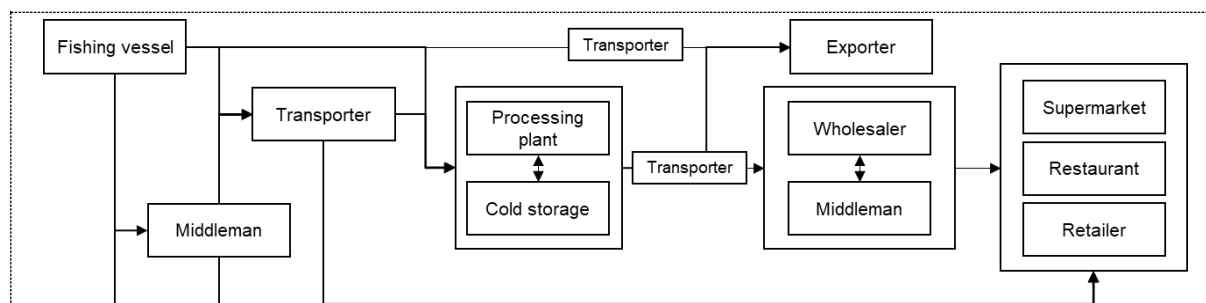 Fishing vessel
Transporter
Exporter
Transporter
Processing
plant
Cold storage
Transporter
Wholesaler
Middleman
Supermarket
Restaurant
Retailer
Middleman